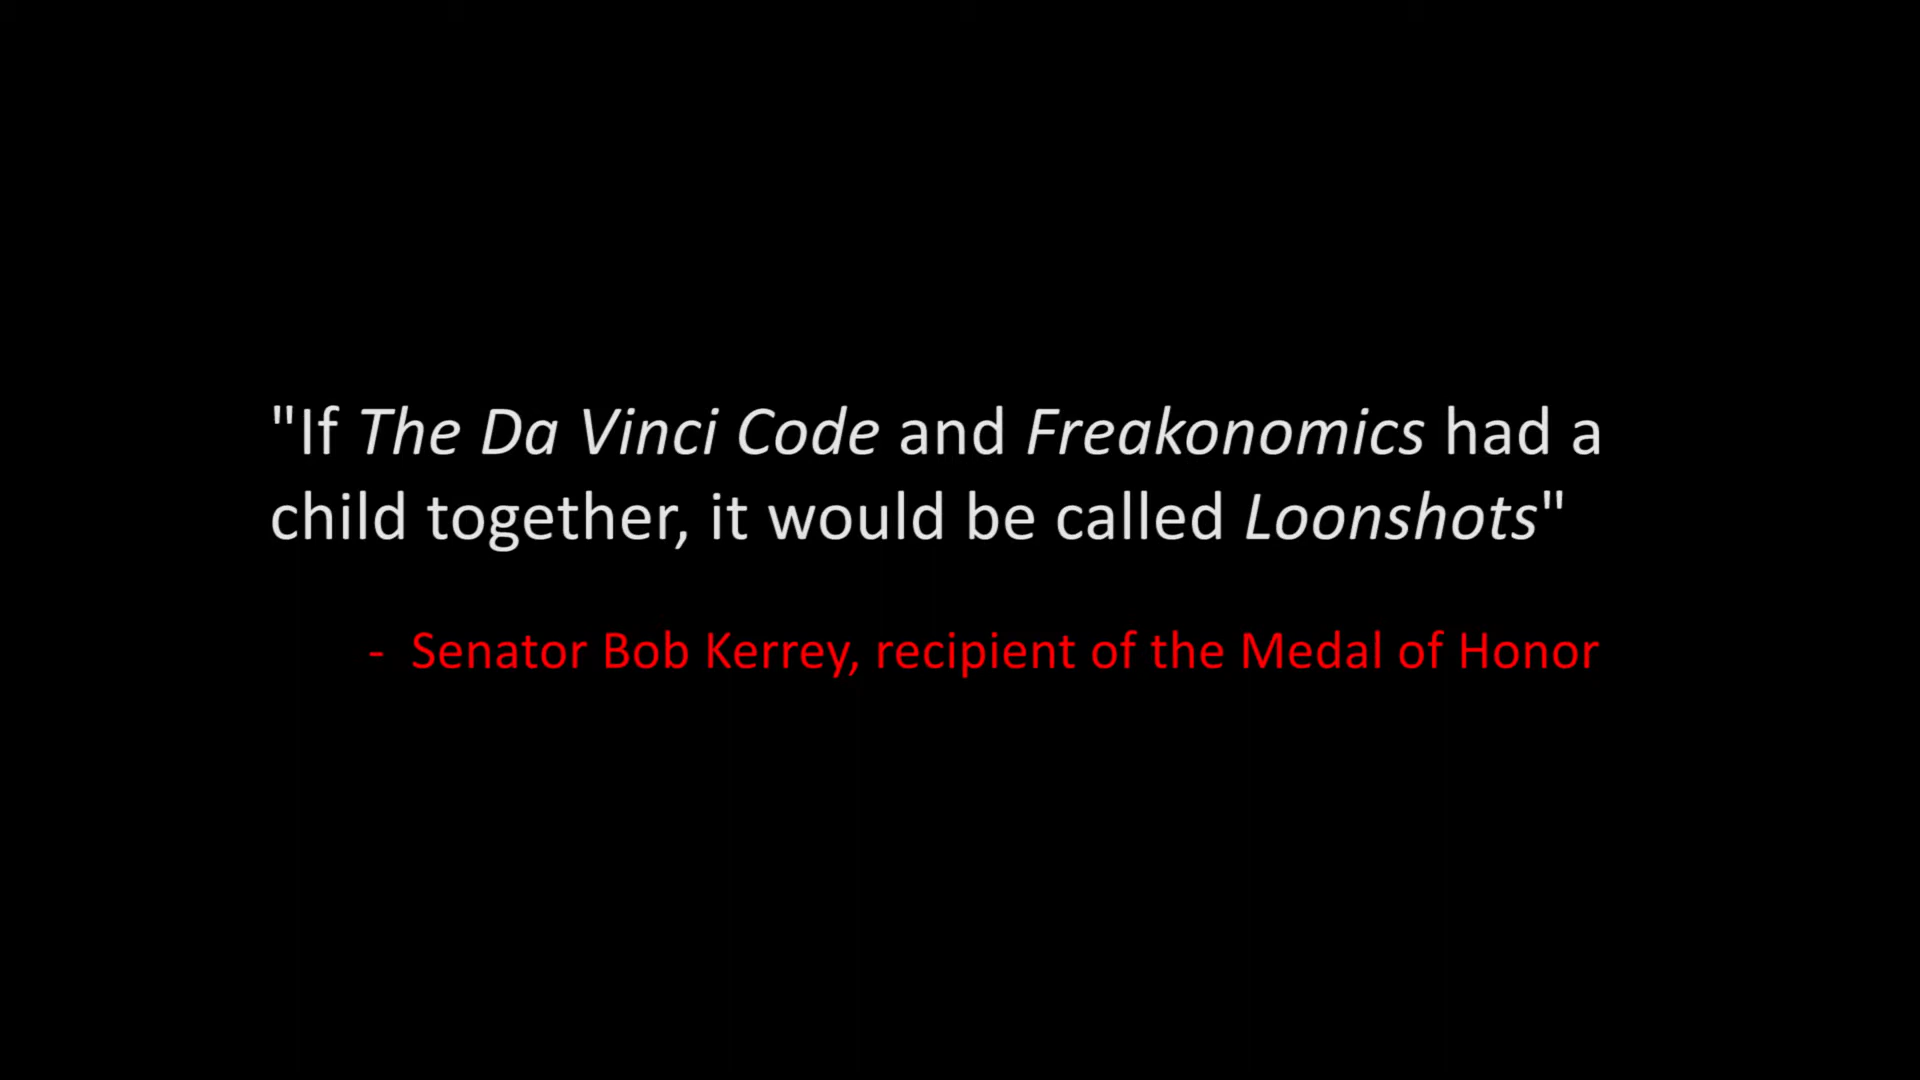 "If The Da Vinci Code and Freakonomics had a
child together, it would be called Loonshots"
- Senator Bob Kerrey, recipient of the Medal of Honor